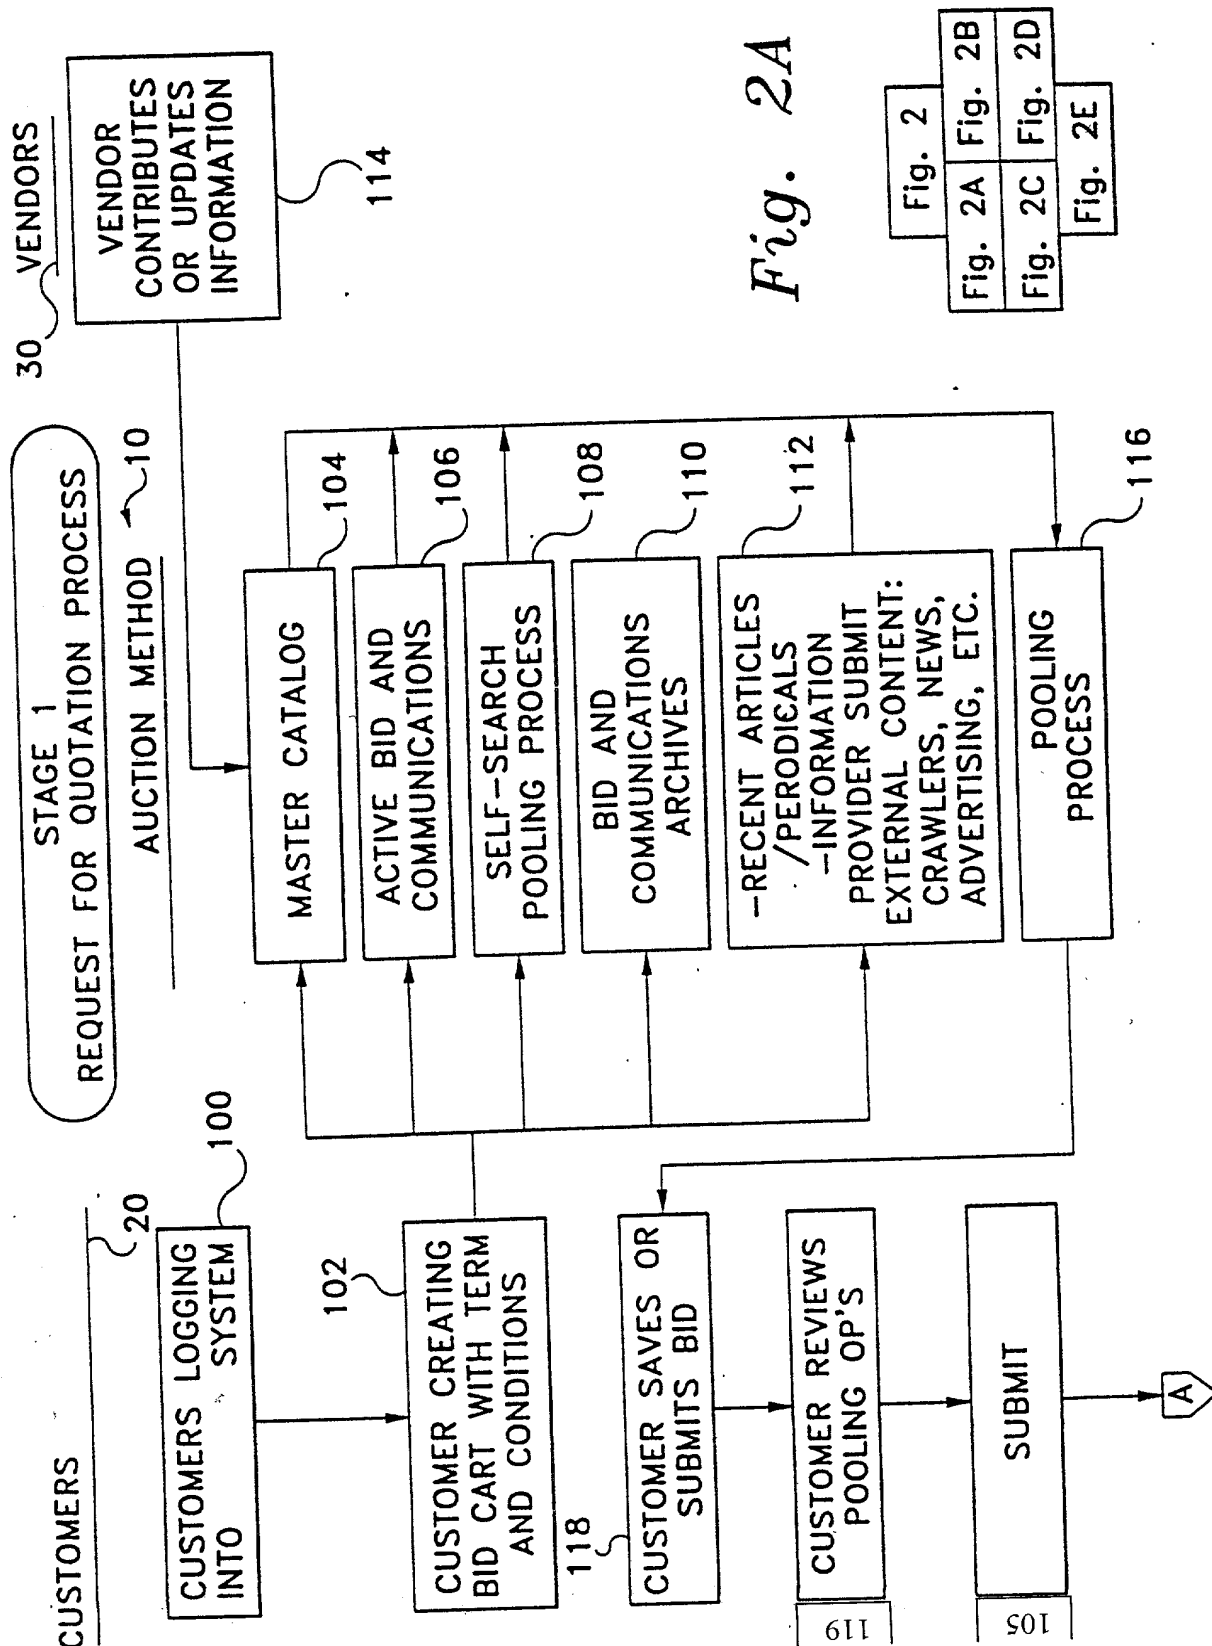 STAGE 1
REQUEST FOR QUOTATION PROCESS
CUSTOMERS
20
AUCTION METHOD
10
30
VENDORS
CUSTOMERS LOGGING
INTO SYSTEM
100
102
CUSTOMER CREATING
BID CART WITH TERM
AND CONDITIONS
118
CUSTOMER SAVES OR
SUBMITS BID
119
CUSTOMER REVIEWS
POOLING OP'S
105
SUBMIT
A
MASTER CATALOG
104
ACTIVE BID AND
COMMUNICATIONS
106
SELF-SEARCH
POOLING PROCESS
108
BID AND
COMMUNICATIONS
ARCHIVES
110
-RECENT ARTICLES
/PERODICALS
-INFORMATION
PROVIDER SUBMIT
EXTERNAL CONTENT:
CRAWLERS, NEWS,
ADVERTISING, ETC.
112
POOLING
PROCESS
116
VENDOR
CONTRIBUTES
OR UPDATES
INFORMATION
114
Fig. 2A
Fig. 2
Fig. 2A
Fig. 2B
Fig. 2C
Fig. 2D
Fig. 2E